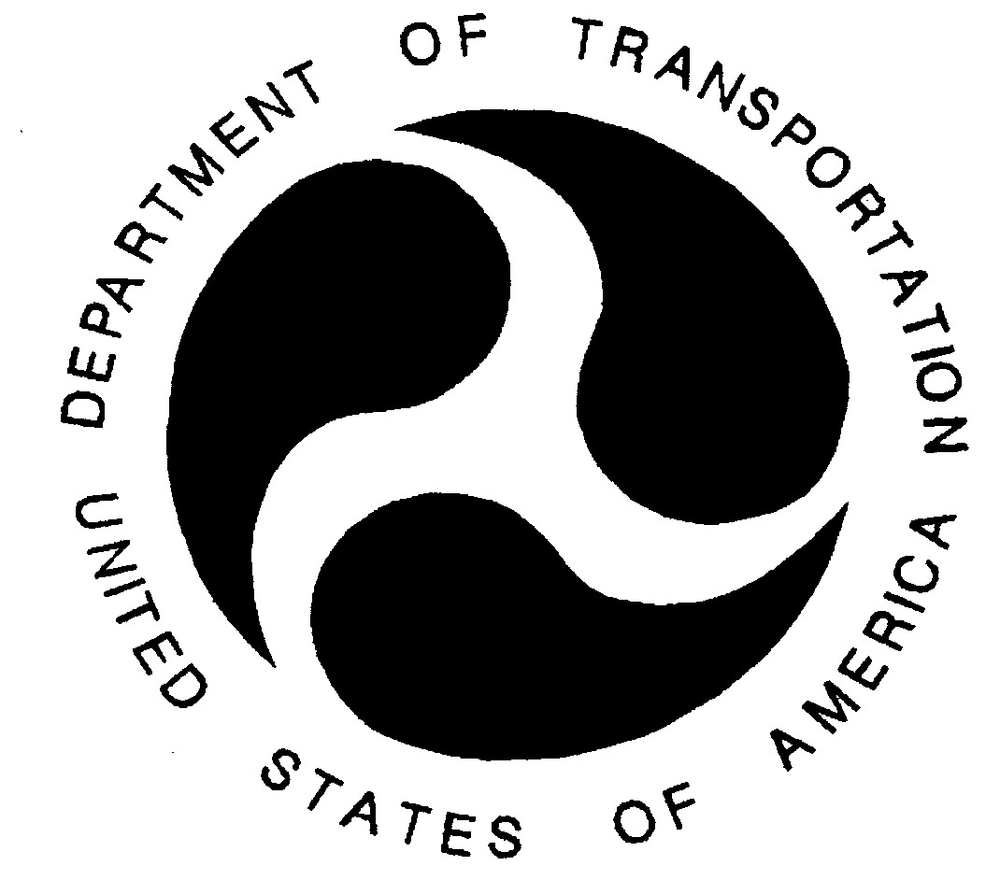 DEPARTMENT OF TRANSPORTATION
UNITED STATES OF AMERICA